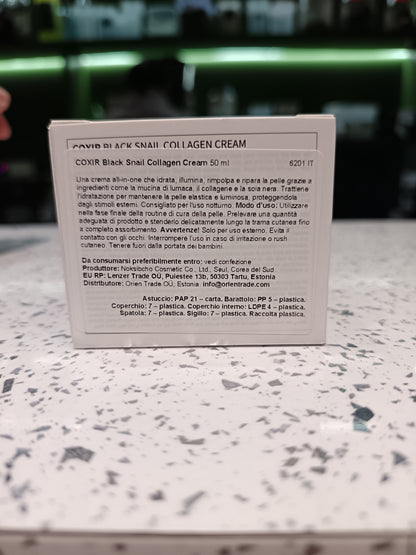 COXIR BLACK SNAIL COLLAGEN CREAM
COXIR Black Snail Collagen Cream 50 ml 6201 IT
Una crema all-in-one che idrata, illumina, rimpolpa e ripara la pelle grazie a
ingredienti come la mucina di lumaca, il collagene e la soia nera. Trattiene
l'idratazione per mantenere la pelle elastica e luminosa, proteggendola
dagli stimoli esterni. Consigliato per l'uso notturno. Modo d'uso: Utilizzare
nella fase finale della routine di cura della pelle. Prelevare una quantità
adeguata di prodotto e stenderlo delicatamente lungo la trama cutanea fino
a completo assorbimento. Avvertenze: Solo per uso esterno. Evita il
contatto con gli occhi. Interrompere l'uso in caso di irritazione o rash
cutaneo. Tenere fuori dalla portata dei bambini.
Da consumarsi preferibilmente entro: vedi confezione
Produttore: Noksibcho Cosmetic Co., Ltd., Seul, Corea del Sud
EU RP: Lenzer Trade OÜ, Puiestee 13b, 50303 Tartu, Estonia
Distributore: Orien Trade OÜ, Estonia info@orientrade.com
Astuccio: PAP 21 – carta. Barattolo: PP 5 – plastica.
Coperchio: 7 – plastica. Coperchio interno: LDPE 4 – plastica.
Spatola: 7 – plastica. Sigillo: 7 – plastica. Raccolta plastica.